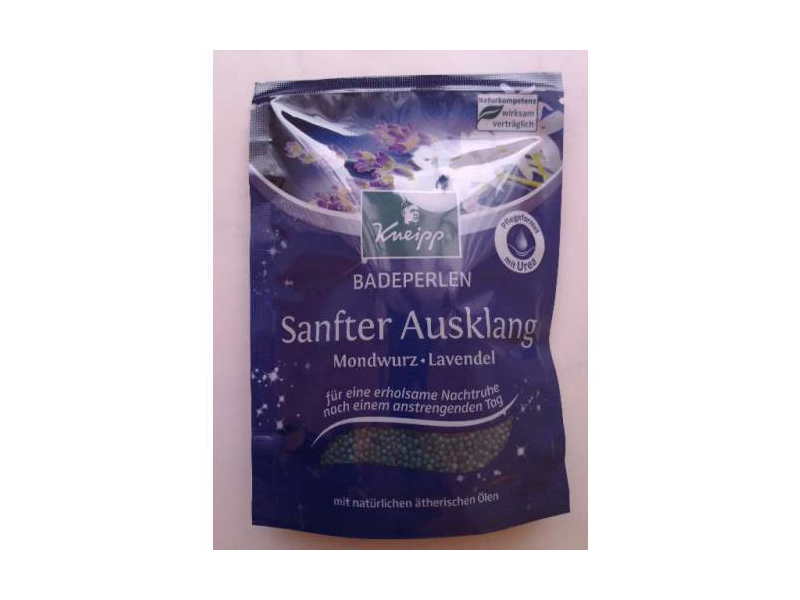 Naturkompetenz
wirksam
verträglich
Kneipp
Pflegeformel
mit Urea
BADEPERLEN
Sanfter Ausklang
Mondwurz • Lavendel
für eine erholsame Nachtruhe
nach einem anstrengenden Tag
mit natürlichen ätherischen Ölen